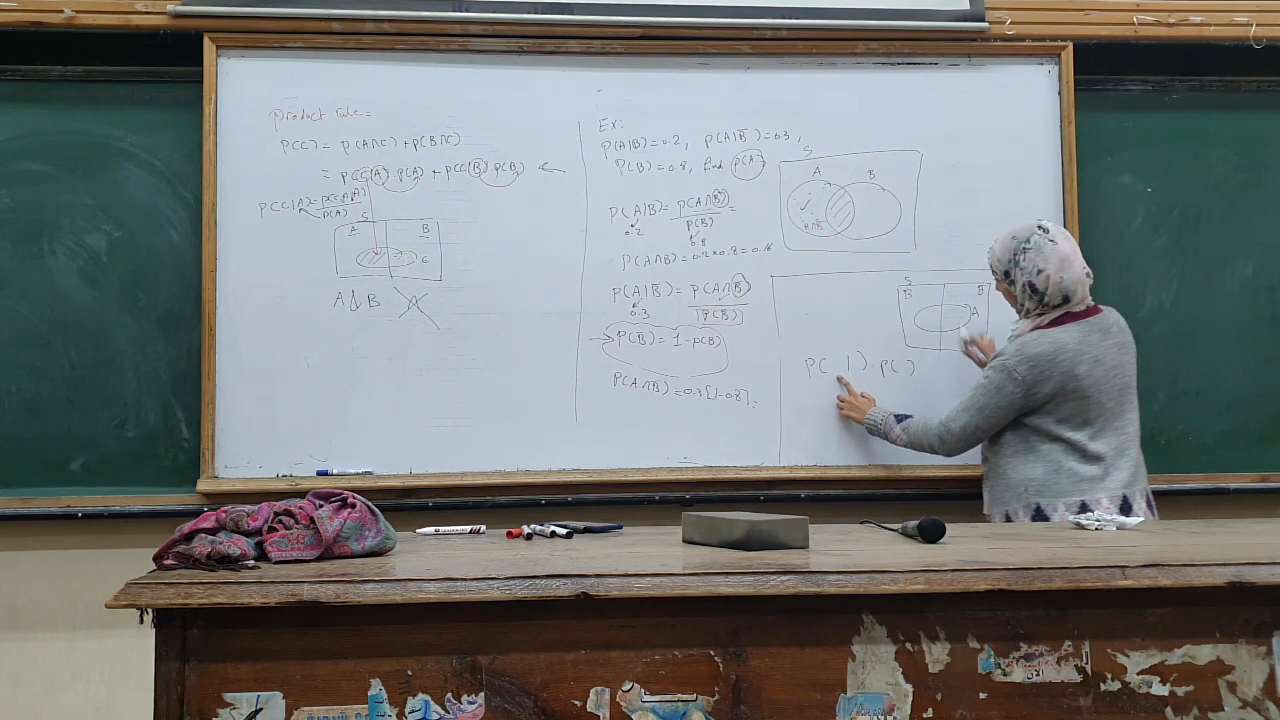 Product rule=
P(C) = P(A∩C) + P(B∩C)
= P(C|A) . P(A) + P(C|B) . P(B) ←
P(C|A) = P(C∩A)
P(A)
S
A B
C
A & B
A
Ex:
P(A|B) = 0.2, P(A|B̅) = 0.3,
P(B) = 0.8, find P(A)
P(A|B) = P(A∩B) =
P(B)
0.2
0.8
P(A∩B) = 0.2 x 0.8 = 0.16
P(A|B̅) = P(A∩B̅)
P(B̅)
0.3
→ P(B̅) = 1 - P(B)
P(A∩B̅) = 0.3 [1-0.8] =
S
A B
A∩B̅
S
B B̅
A
P( | ) . P( )
الآن